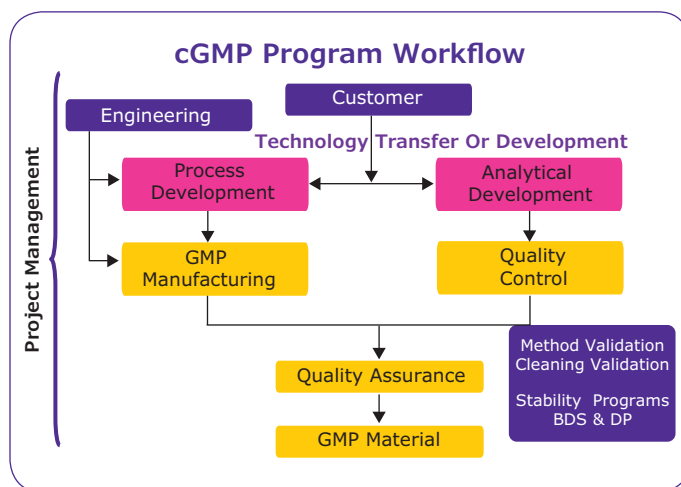 cGMP Program Workflow
Customer
Engineering
Technology Transfer Or Development
Process
Development
Analytical
Development
GMP
Manufacturing
Quality
Control
Project Management
Method Validation
Cleaning Validation
Stability Programs
BDS & DP
Quality Assurance
GMP Material